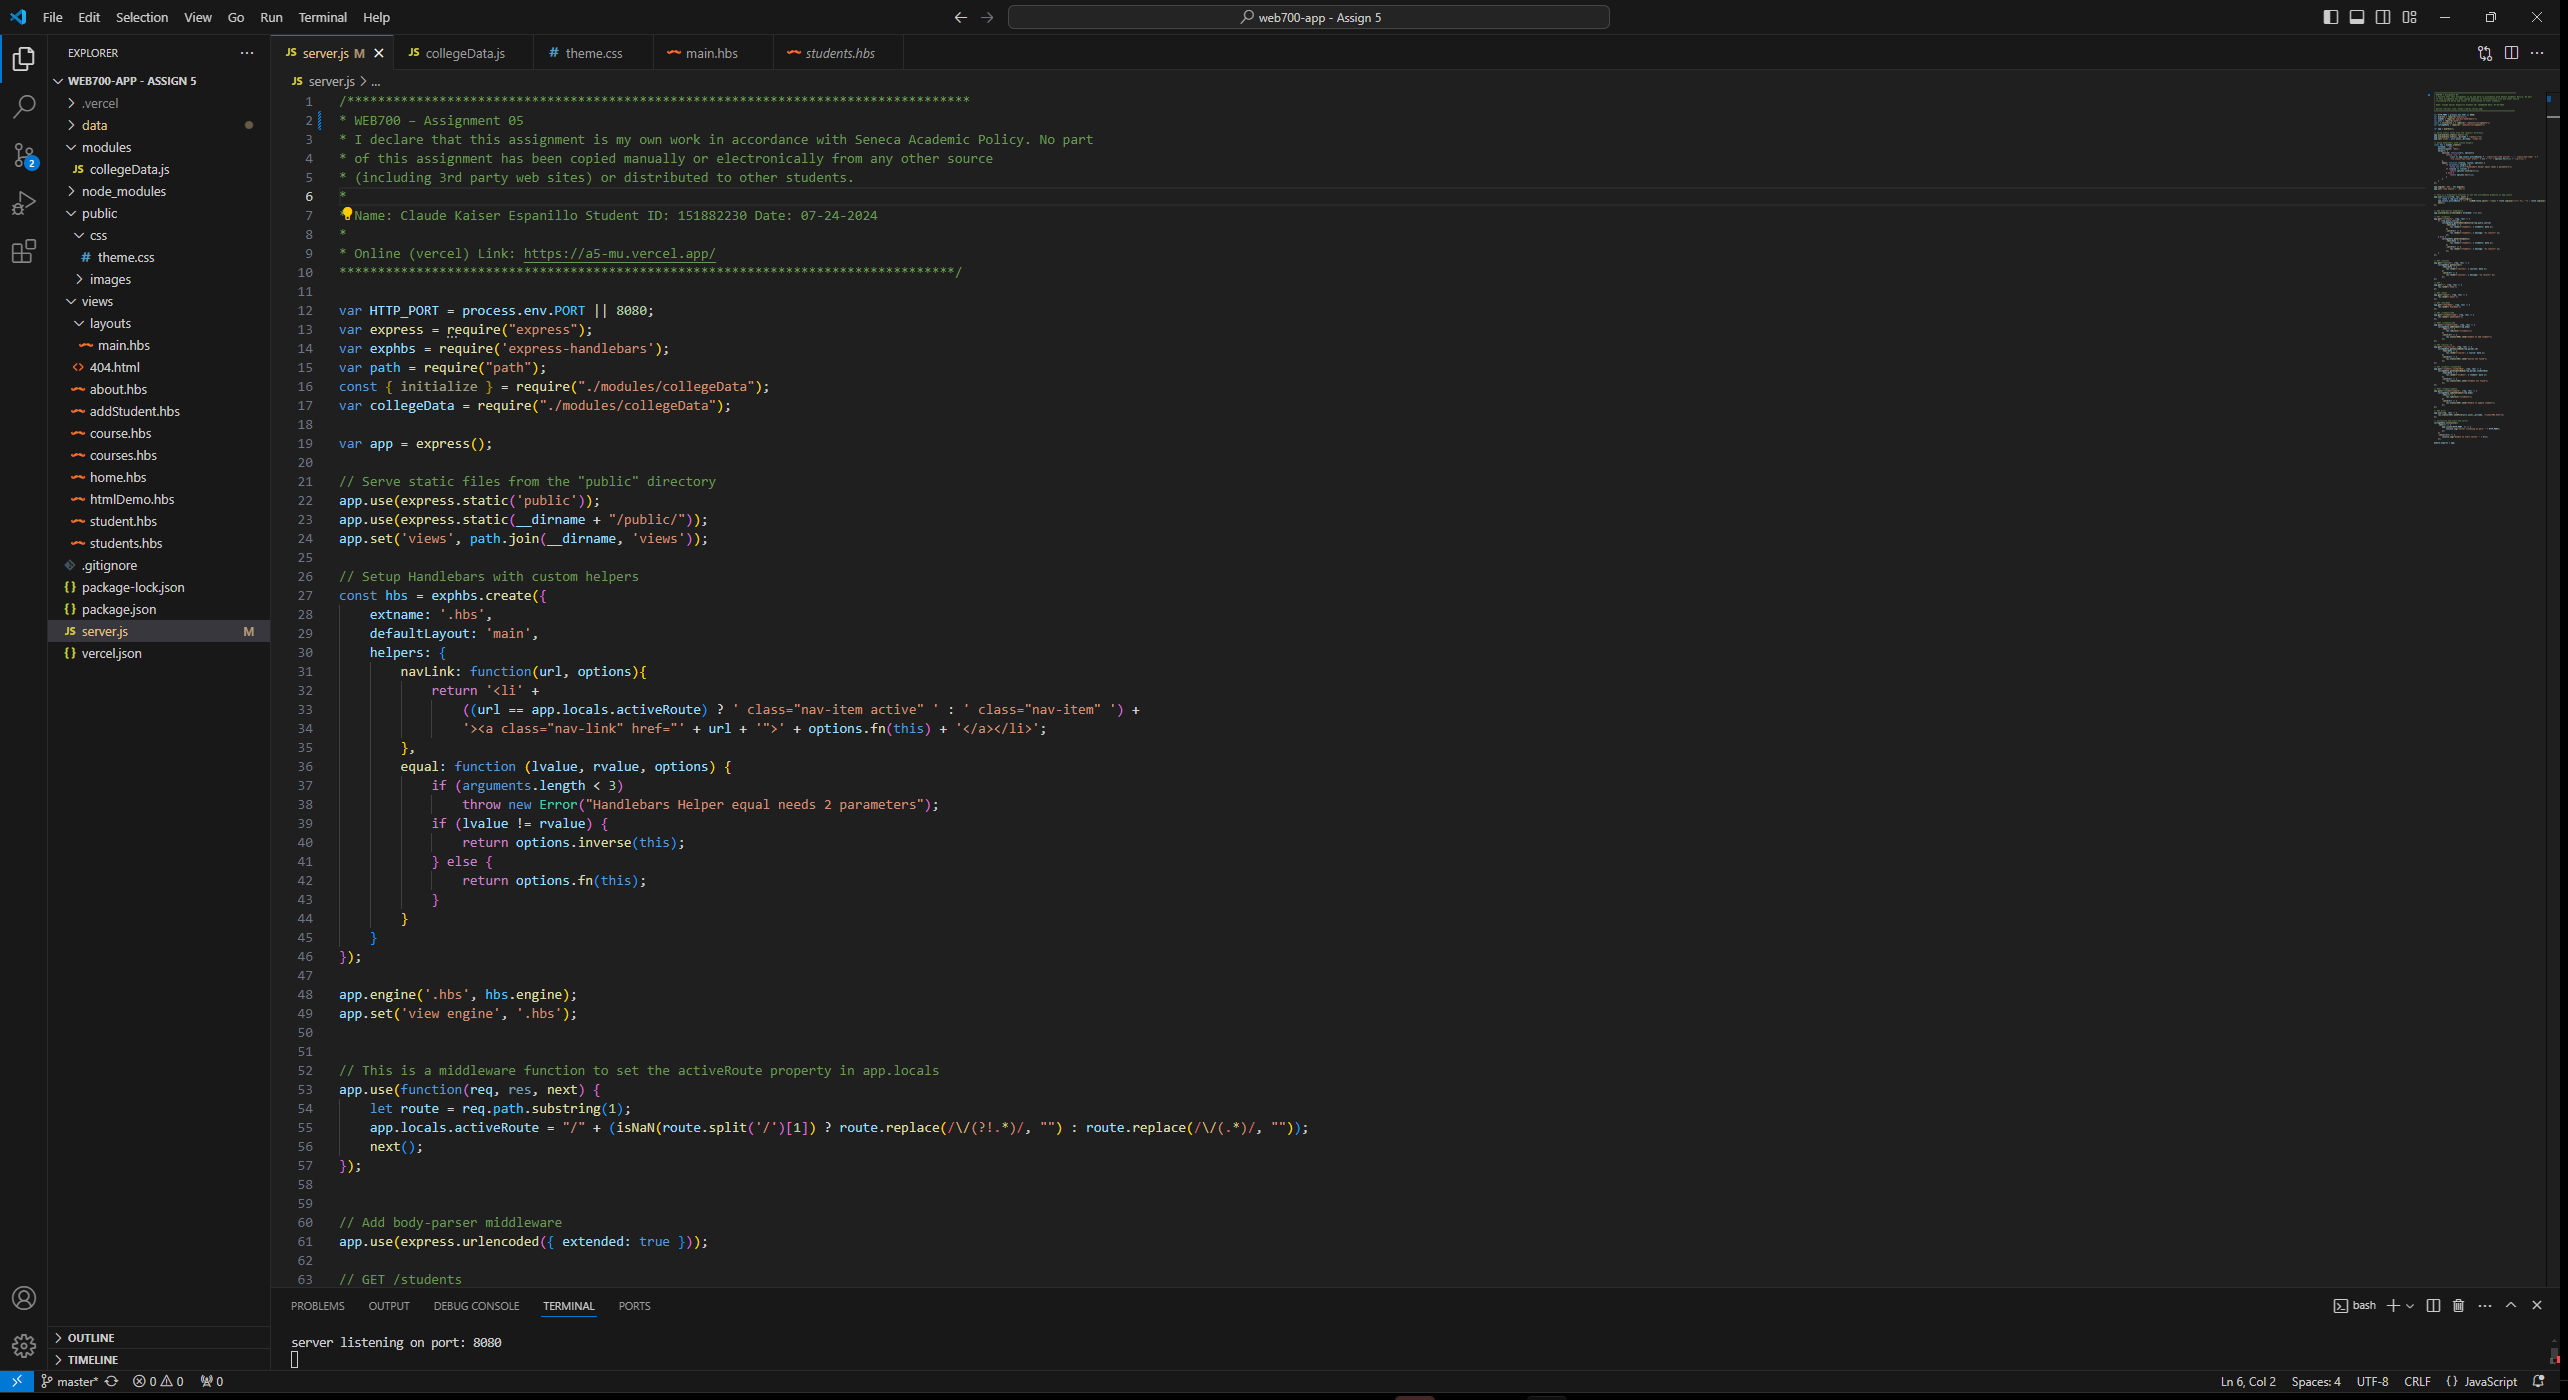 File Edit Selection View Go Run Terminal Help
web700-app - Assign 5
EXPLORER
WEB700-APP - ASSIGN 5
.vercel
data
modules
JS collegeData.js
node_modules
public
css
# theme.css
images
views
layouts
main.hbs
<> 404.html
about.hbs
addStudent.hbs
course.hbs
courses.hbs
home.hbs
htmlDemo.hbs
student.hbs
students.hbs
.gitignore
{} package-lock.json
{} package.json
JS server.js M
{} vercel.json
OUTLINE
TIMELINE
2
JS server.js M
JS collegeData.js
# theme.css
main.hbs
students.hbs
JS server.js > ...
1 /*********************************************************************************
2 * WEB700 – Assignment 05
3 * I declare that this assignment is my own work in accordance with Seneca Academic Policy. No part
4 * of this assignment has been copied manually or electronically from any other source
5 * (including 3rd party web sites) or distributed to other students.
6 *
7 * Name: Claude Kaiser Espanillo Student ID: 151882230 Date: 07-24-2024
8 *
9 * Online (vercel) Link: https://a5-mu.vercel.app/
10 ********************************************************************************/
11
12 var HTTP_PORT = process.env.PORT || 8080;
13 var express = require("express");
14 var exphbs = require('express-handlebars');
15 var path = require("path");
16 const { initialize } = require("./modules/collegeData");
17 var collegeData = require("./modules/collegeData");
18
19 var app = express();
20
21 // Serve static files from the "public" directory
22 app.use(express.static('public'));
23 app.use(express.static(__dirname + "/public/"));
24 app.set('views', path.join(__dirname, 'views'));
25
26 // Setup Handlebars with custom helpers
27 const hbs = exphbs.create({
28 extname: '.hbs',
29 defaultLayout: 'main',
30 helpers: {
31 navLink: function(url, options){
32 return '<li' +
33 ((url == app.locals.activeRoute) ? ' class="nav-item active" ' : ' class="nav-item" ') +
34 '><a class="nav-link" href="' + url + '">' + options.fn(this) + '</a></li>';
35 },
36 equal: function (lvalue, rvalue, options) {
37 if (arguments.length < 3)
38 throw new Error("Handlebars Helper equal needs 2 parameters");
39 if (lvalue != rvalue) {
40 return options.inverse(this);
41 } else {
42 return options.fn(this);
43 }
44 }
45 }
46 });
47
48 app.engine('.hbs', hbs.engine);
49 app.set('view engine', '.hbs');
50
51
52 // This is a middleware function to set the activeRoute property in app.locals
53 app.use(function(req, res, next) {
54 let route = req.path.substring(1);
55 app.locals.activeRoute = "/" + (isNaN(route.split('/')[1]) ? route.replace(/\/(?!.*)/, "") : route.replace(/\/(.*)/, ""));
56 next();
57 });
58
59
60 // Add body-parser middleware
61 app.use(express.urlencoded({ extended: true }));
62
63 // GET /students
PROBLEMS OUTPUT DEBUG CONSOLE TERMINAL PORTS
bash
server listening on port: 8080
master* 0 0 0
Ln 6, Col 2 Spaces: 4 UTF-8 CRLF {} JavaScript